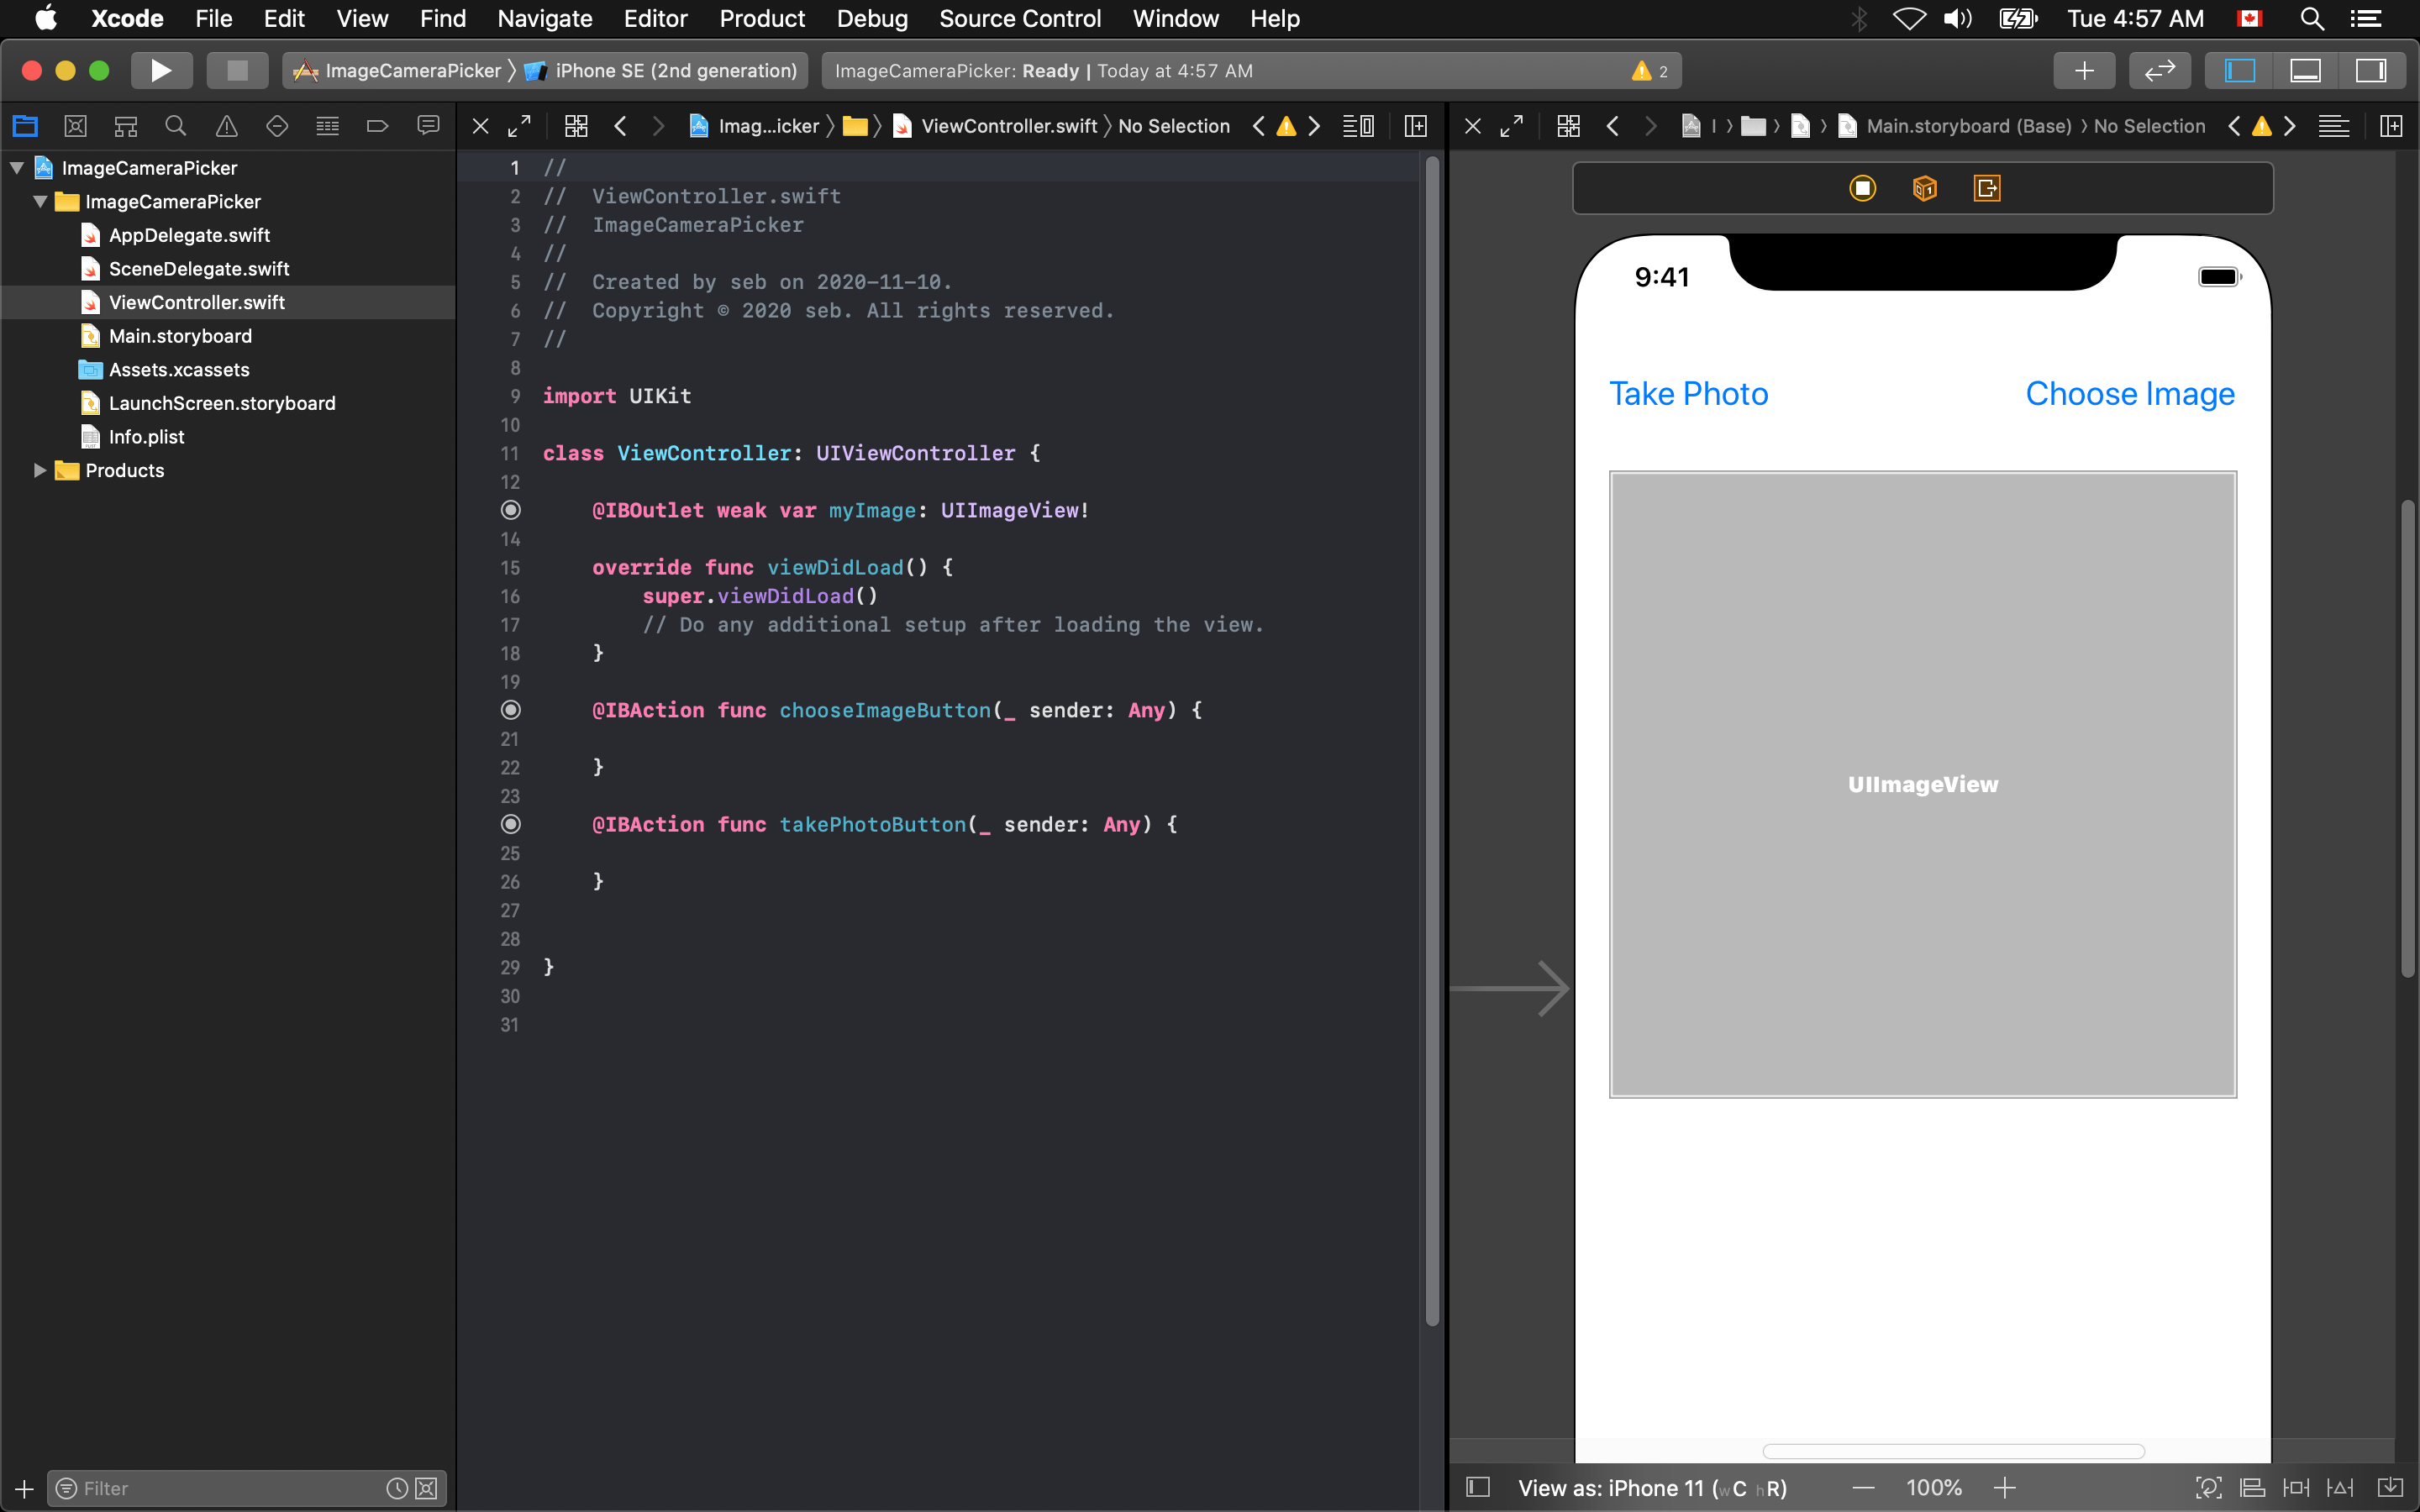 Xcode File Edit View Find Navigate Editor Product Debug Source Control Window Help Tue 4:57 AM
ImageCameraPicker iPhone SE (2nd generation) ImageCameraPicker: Ready | Today at 4:57 AM 2
Imag...icker ViewController.swift No Selection
Main.storyboard (Base) No Selection
ImageCameraPicker
ImageCameraPicker
AppDelegate.swift
SceneDelegate.swift
ViewController.swift
Main.storyboard
Assets.xcassets
LaunchScreen.storyboard
Info.plist
Products
Filter
1 //
2 //  ViewController.swift
3 //  ImageCameraPicker
4 //
5 //  Created by seb on 2020-11-10.
6 //  Copyright © 2020 seb. All rights reserved.
7 //
8
9 import UIKit
10
11 class ViewController: UIViewController {
12
@IBOutlet weak var myImage: UIImageView!
14
15 override func viewDidLoad() {
16 super.viewDidLoad()
17 // Do any additional setup after loading the view.
18 }
19
@IBAction func chooseImageButton(_ sender: Any) {
21
22 }
23
@IBAction func takePhotoButton(_ sender: Any) {
25
26 }
27
28
29 }
30
31
9:41
Take Photo Choose Image
UIImageView
View as: iPhone 11 (wC hR) 100%